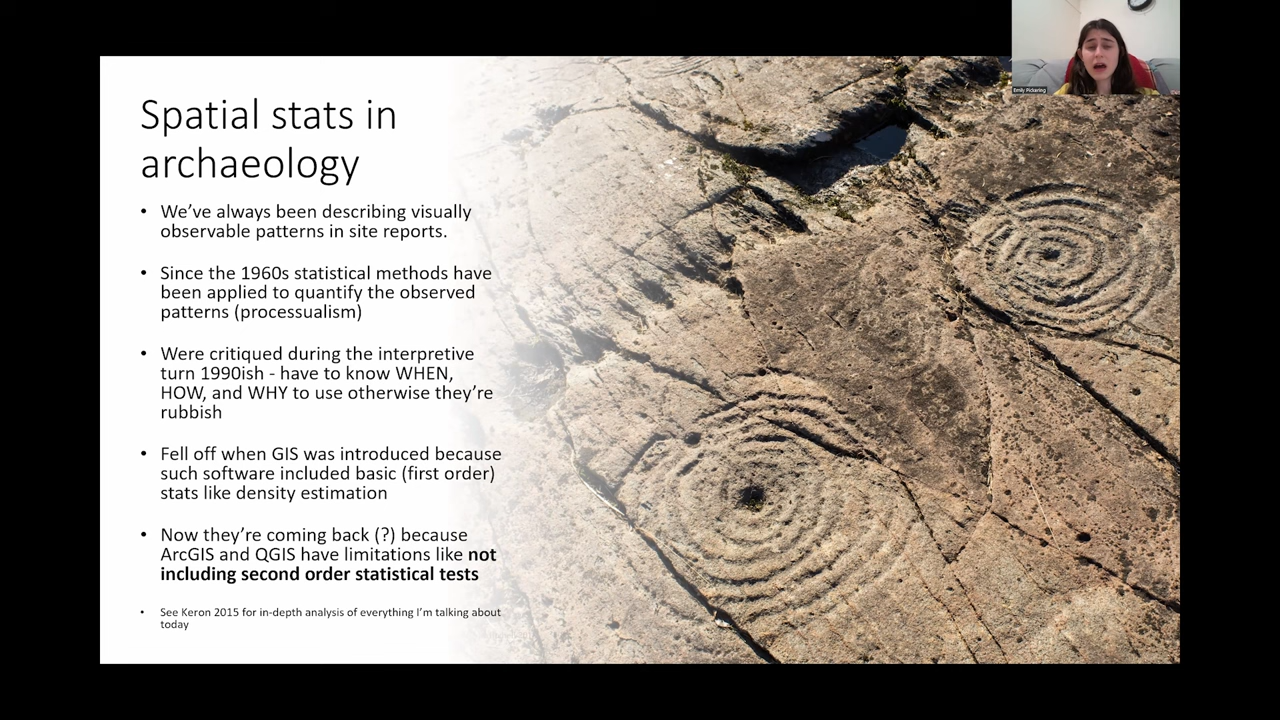 Spatial stats in
archaeology
• We've always been describing visually
observable patterns in site reports.
• Since the 1960s statistical methods have
been applied to quantify the observed
patterns (processualism)
• Were critiqued during the interpretive
turn 1990ish - have to know WHEN,
HOW, and WHY to use otherwise they're
rubbish
• Fell off when GIS was introduced because
such software included basic (first order)
stats like density estimation
• Now they're coming back (?) because
ArcGIS and QGIS have limitations like not
including second order statistical tests
• See Keron 2015 for in-depth analysis of everything I'm talking about
today
Emily Pickering